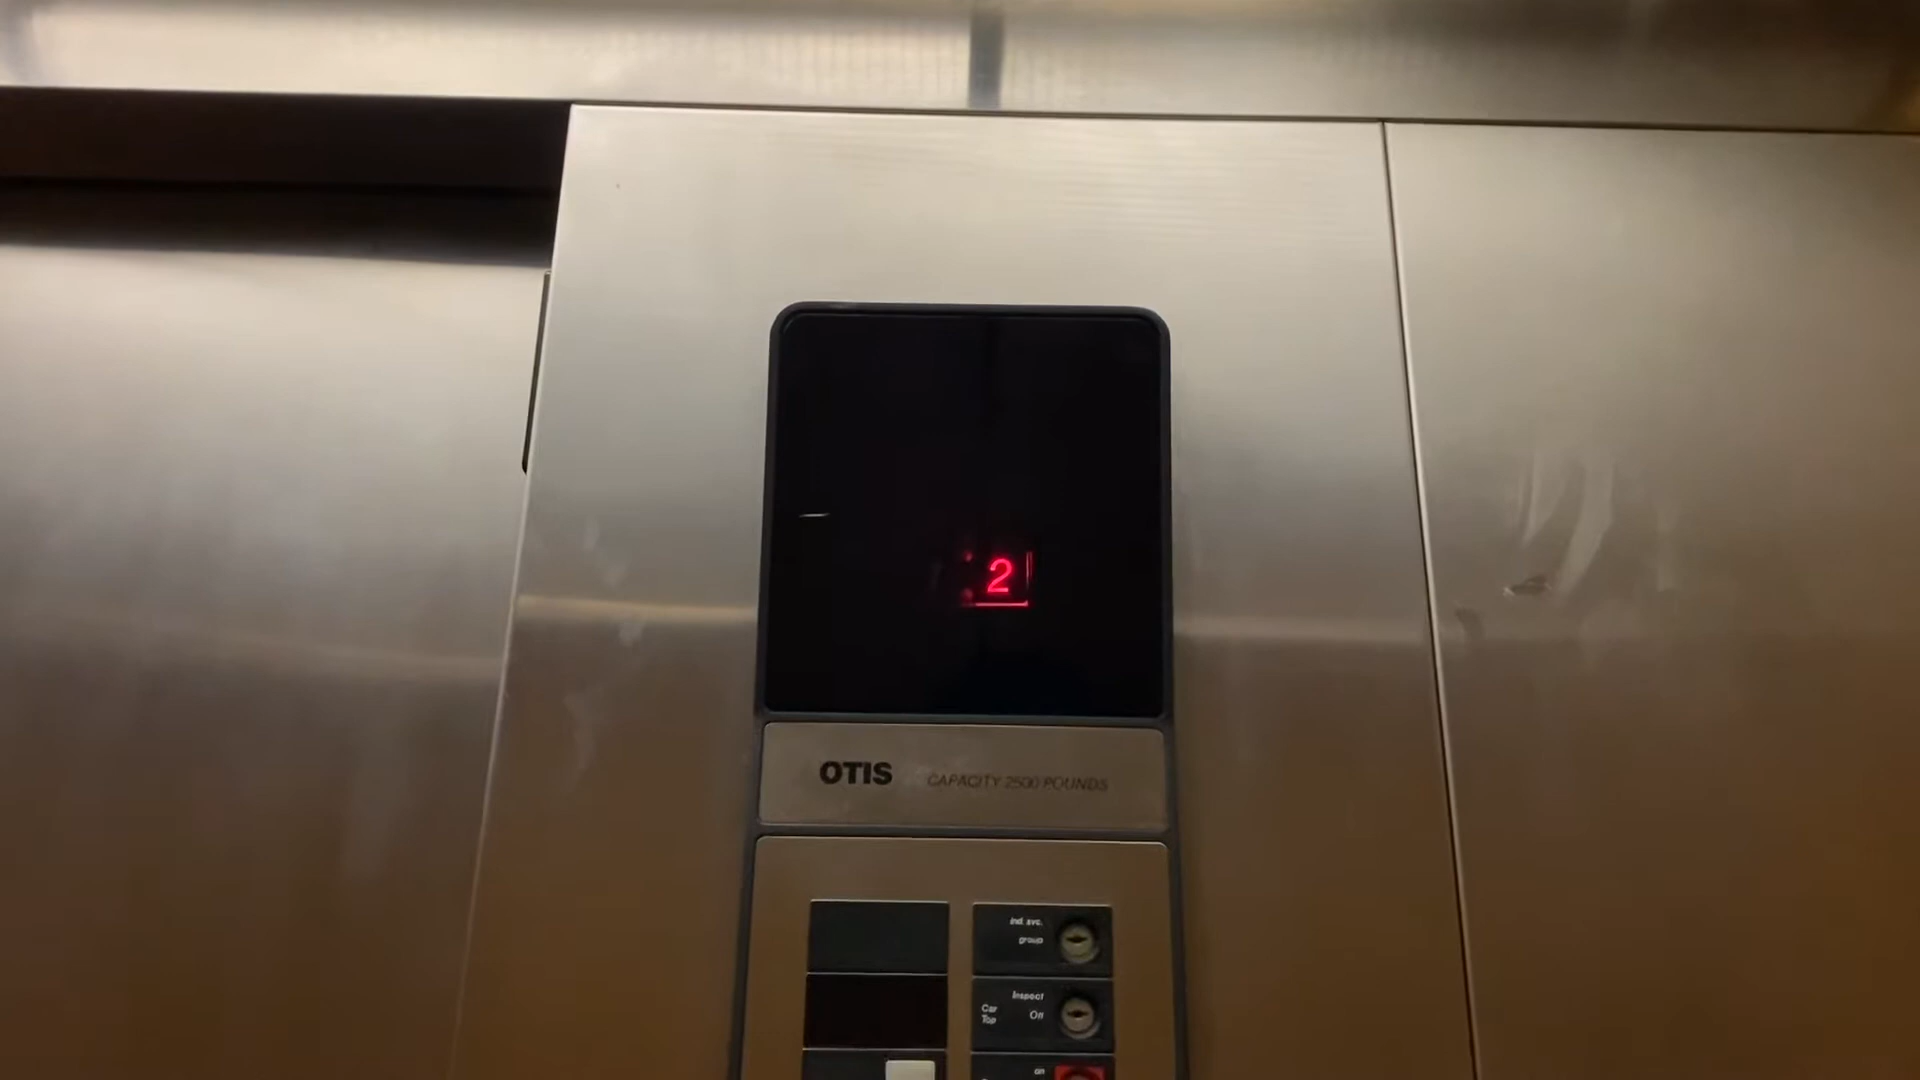 2
OTIS CAPACITY 2500 POUNDS
ind. svc.
group
Inspect
Car
Top
Off
on